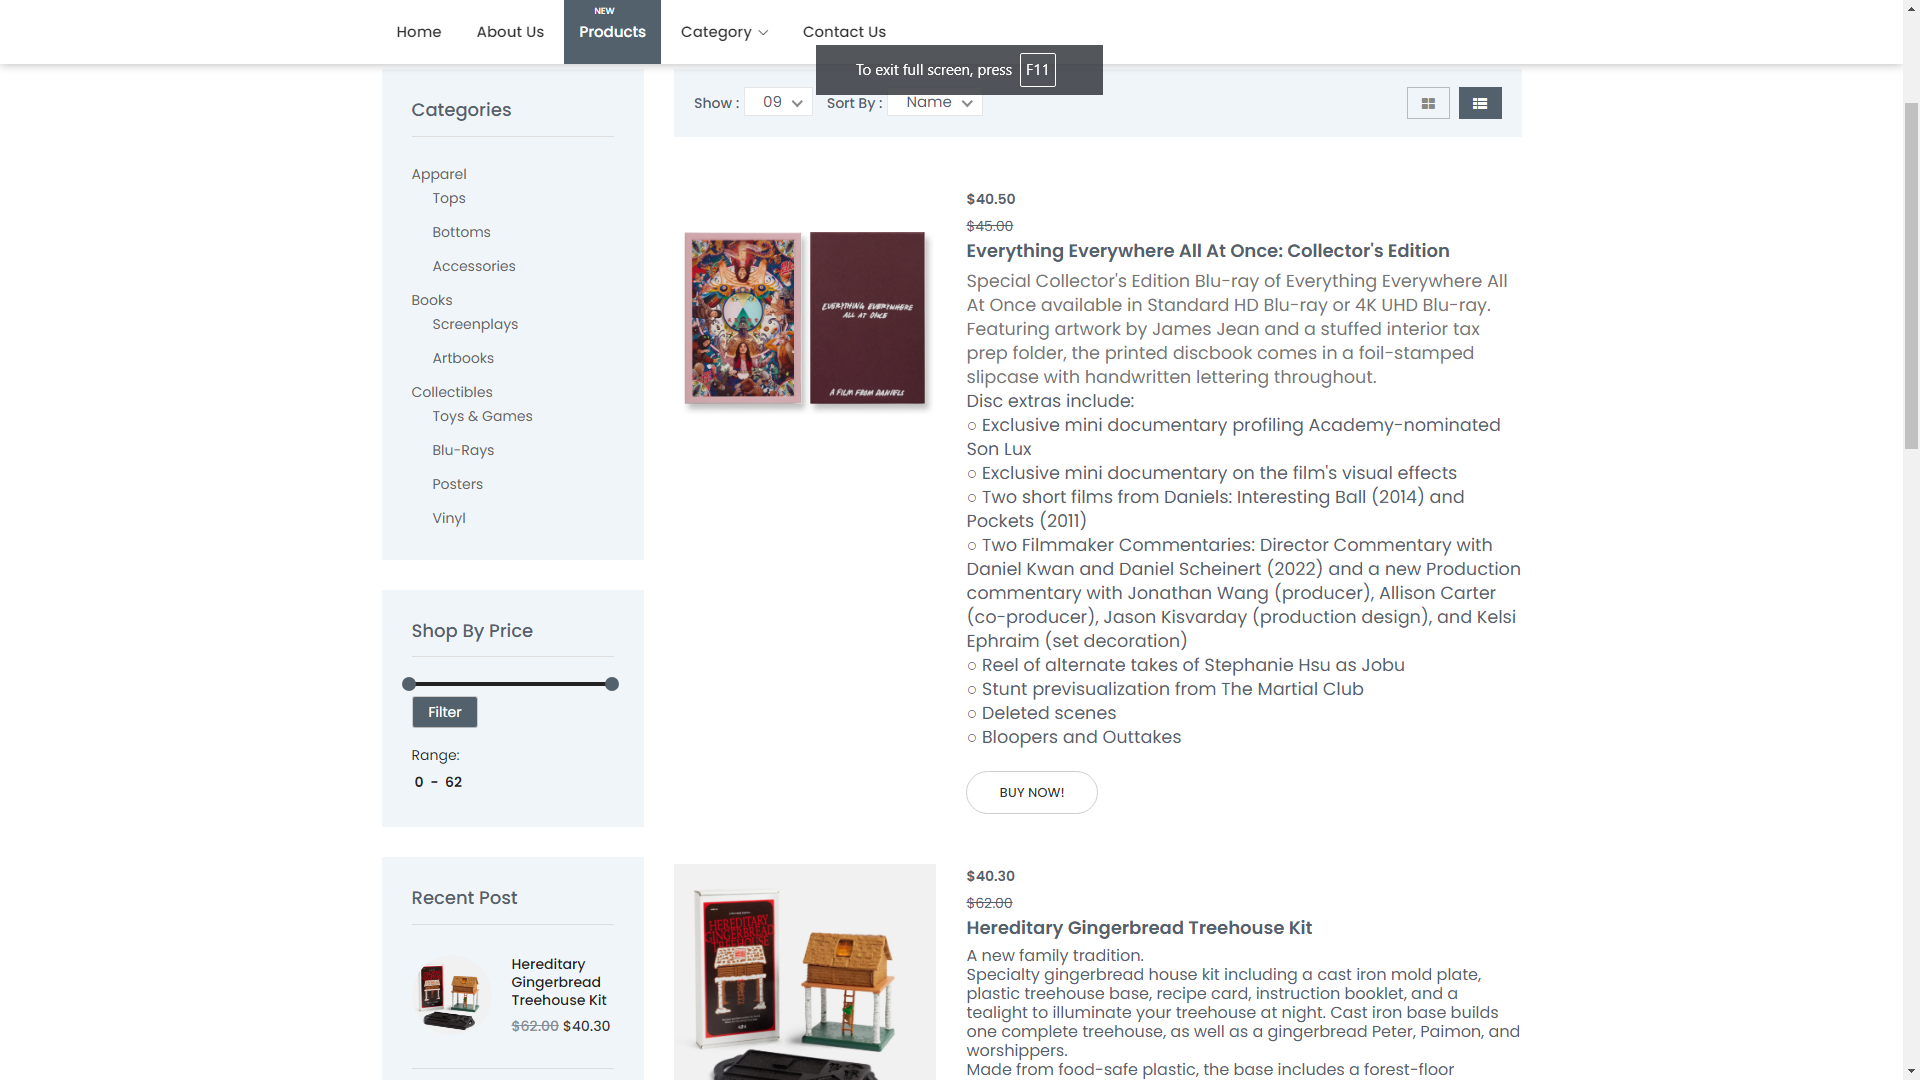 NEW
Home
About Us
Products
Category
Contact Us
To exit full screen, press F11
Categories
Apparel
Tops
Bottoms
Accessories
Books
Screenplays
Artbooks
Collectibles
Toys & Games
Blu-Rays
Posters
Vinyl
Shop By Price
Filter
Range:
0 - 62
Recent Post
Hereditary
Gingerbread
Treehouse Kit
$62.00 $40.30
Show : 09 Sort By : Name
$40.50
$45.00
Everything Everywhere All At Once: Collector's Edition
Special Collector's Edition Blu-ray of Everything Everywhere All
At Once available in Standard HD Blu-ray or 4K UHD Blu-ray.
Featuring artwork by James Jean and a stuffed interior tax
prep folder, the printed discbook comes in a foil-stamped
slipcase with handwritten lettering throughout.
Disc extras include:
○ Exclusive mini documentary profiling Academy-nominated
Son Lux
○ Exclusive mini documentary on the film's visual effects
○ Two short films from Daniels: Interesting Ball (2014) and
Pockets (2011)
○ Two Filmmaker Commentaries: Director Commentary with
Daniel Kwan and Daniel Scheinert (2022) and a new Production
commentary with Jonathan Wang (producer), Allison Carter
(co-producer), Jason Kisvarday (production design), and Kelsi
Ephraim (set decoration)
○ Reel of alternate takes of Stephanie Hsu as Jobu
○ Stunt previsualization from The Martial Club
○ Deleted scenes
○ Bloopers and Outtakes
BUY NOW!
EVERYTHING EVERYWHERE
ALL AT ONCE
A FILM FROM DANIELS
$40.30
$62.00
Hereditary Gingerbread Treehouse Kit
A new family tradition.
Specialty gingerbread house kit including a cast iron mold plate,
plastic treehouse base, recipe card, instruction booklet, and a
tealight to illuminate your treehouse at night. Cast iron base builds
one complete treehouse, as well as a gingerbread Peter, Paimon, and
worshippers.
Made from food-safe plastic, the base includes a forest-floor
HEREDITARY
GINGERBREAD
TREEHOUSE